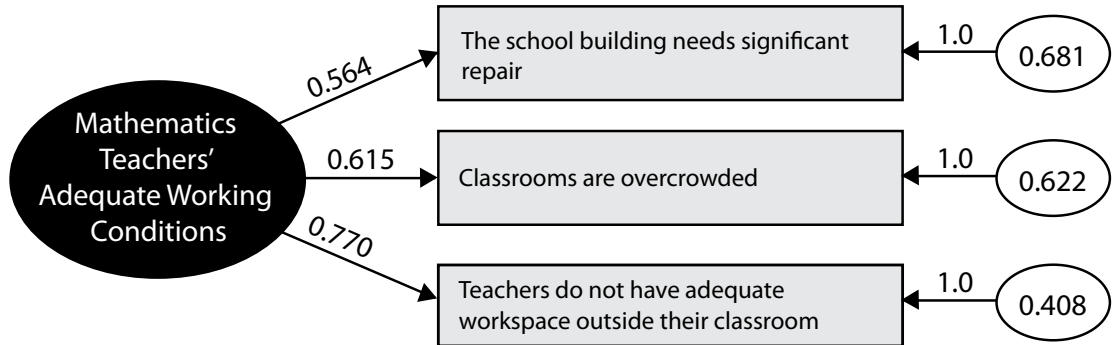 Mathematics
Teachers’
Adequate Working
Conditions
0.564
The school building needs significant
repair
1.0
0.681
0.615
Classrooms are overcrowded
1.0
0.622
0.770
Teachers do not have adequate
workspace outside their classroom
1.0
0.408